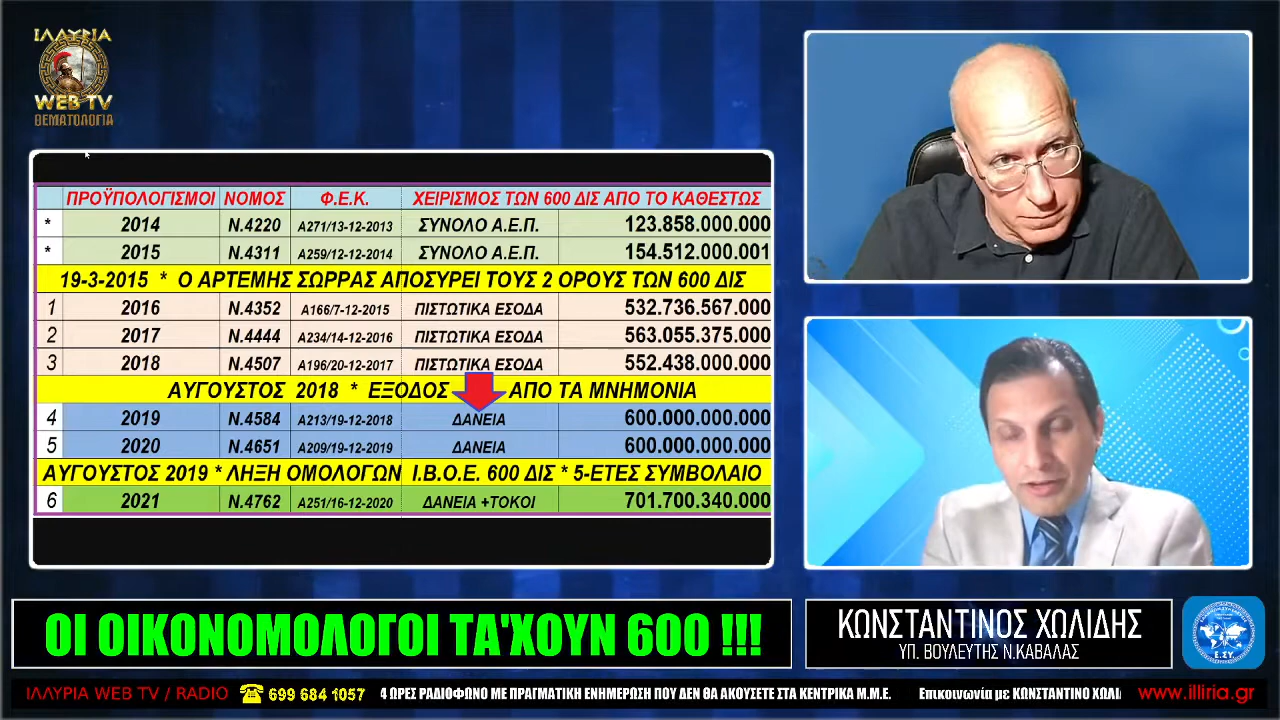 ΙΛΛΥΡΙΑ
WEB TV
ΘΕΜΑΤΟΛΟΓΙΑ
ΠΡΟΫΠΟΛΟΓΙΣΜΟΙ ΝΟΜΟΣ Φ.Ε.Κ. ΧΕΙΡΙΣΜΟΣ ΤΩΝ 600 ΔΙΣ ΑΠΟ ΤΟ ΚΑΘΕΣΤΩΣ
* 2014 Ν.4220 Α271/13-12-2013 ΣΥΝΟΛΟ Α.Ε.Π. 123.858.000.000
* 2015 Ν.4311 Α259/12-12-2014 ΣΥΝΟΛΟ Α.Ε.Π. 154.512.000.001
19-3-2015 * Ο ΑΡΤΕΜΗΣ ΣΩΡΡΑΣ ΑΠΟΣΥΡΕΙ ΤΟΥΣ 2 ΟΡΟΥΣ ΤΩΝ 600 ΔΙΣ
1 2016 Ν.4352 Α166/7-12-2015 ΠΙΣΤΩΤΙΚΑ ΕΣΟΔΑ 532.736.567.000
2 2017 Ν.4444 Α234/14-12-2016 ΠΙΣΤΩΤΙΚΑ ΕΣΟΔΑ 563.055.375.000
3 2018 Ν.4507 Α196/20-12-2017 ΠΙΣΤΩΤΙΚΑ ΕΣΟΔΑ 552.438.000.000
ΑΥΓΟΥΣΤΟΣ 2018 * ΕΞΟΔΟΣ ΑΠΟ ΤΑ ΜΝΗΜΟΝΙΑ
4 2019 Ν.4584 Α213/19-12-2018 ΔΑΝΕΙΑ 600.000.000.000
5 2020 Ν.4651 Α209/19-12-2019 ΔΑΝΕΙΑ 600.000.000.000
ΑΥΓΟΥΣΤΟΣ 2019 * ΛΗΞΗ ΟΜΟΛΟΓΩΝ Ι.Β.Ο.Ε. 600 ΔΙΣ * 5-ΕΤΕΣ ΣΥΜΒΟΛΑΙΟ
6 2021 Ν.4762 Α251/16-12-2020 ΔΑΝΕΙΑ +ΤΟΚΟΙ 701.700.340.000
ΟΙ ΟΙΚΟΝΟΜΟΛΟΓΟΙ ΤΑ'ΧΟΥΝ 600 !!!
ΚΩΝΣΤΑΝΤΙΝΟΣ ΧΩΛΙΔΗΣ
ΥΠ. ΒΟΥΛΕΥΤΗΣ Ν.ΚΑΒΑΛΑΣ
Ε.ΣΥ.
ΙΛΛΥΡΙΑ WEB TV / RADIO 699 684 1057 4 ΩΡΕΣ ΡΑΔΙΟΦΩΝΟ ΜΕ ΠΡΑΓΜΑΤΙΚΗ ΕΝΗΜΕΡΩΣΗ ΠΟΥ ΔΕΝ ΘΑ ΑΚΟΥΣΕΤΕ ΣΤΑ ΚΕΝΤΡΙΚΑ Μ.Μ.Ε. Επικοινωνία με ΚΩΝΣΤΑΝΤΙΝΟ ΧΩΛΙ www.illiria.gr